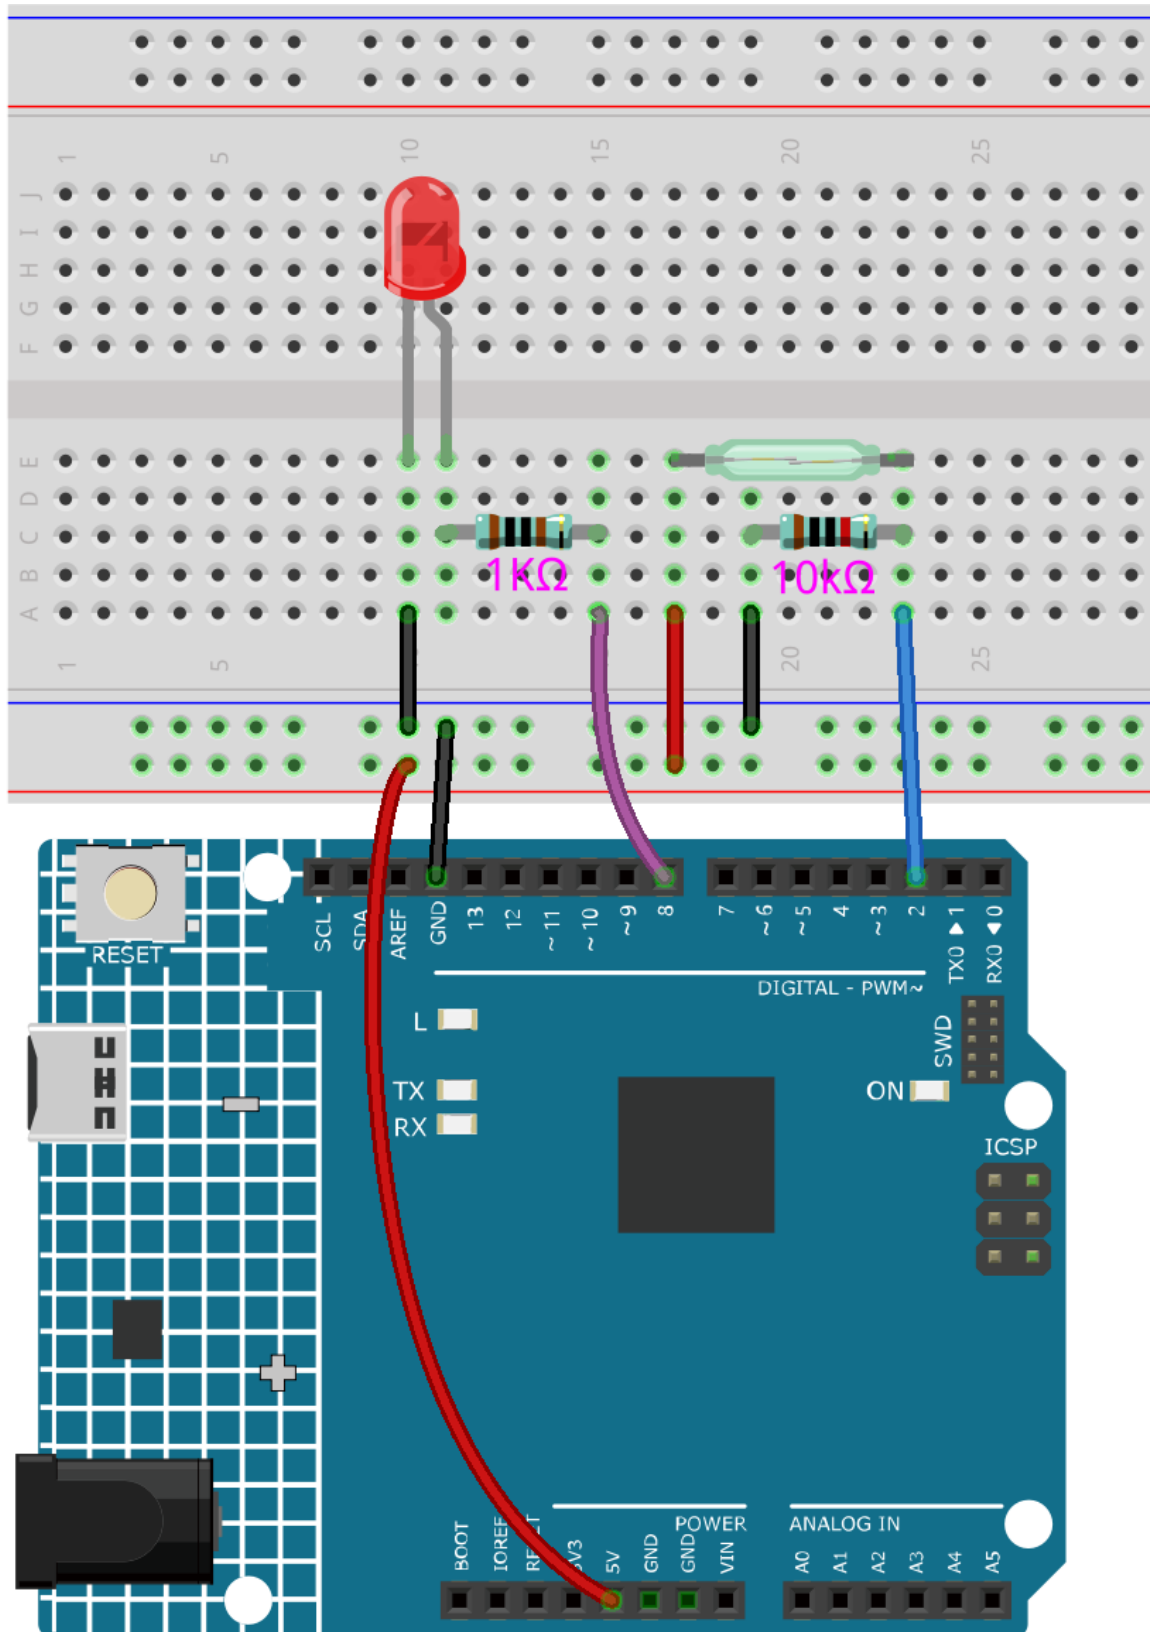 1 5 10 15 20 25
J
I
H
G
F
E
D
C
B
A
1KΩ 10kΩ
1 5 20 25
RESET
SCL SDA AREF GND 13 12 ~11 ~10 ~9 8 7 ~6 ~5 4 ~3 2 TX0▶1 RX0◀0
DIGITAL - PWM~
L
TX
RX
SWD
ON
ICSP
POWER
ANALOG IN
BOOT IOREF 5V GND GND VIN A0 A1 A2 A3 A4 A5